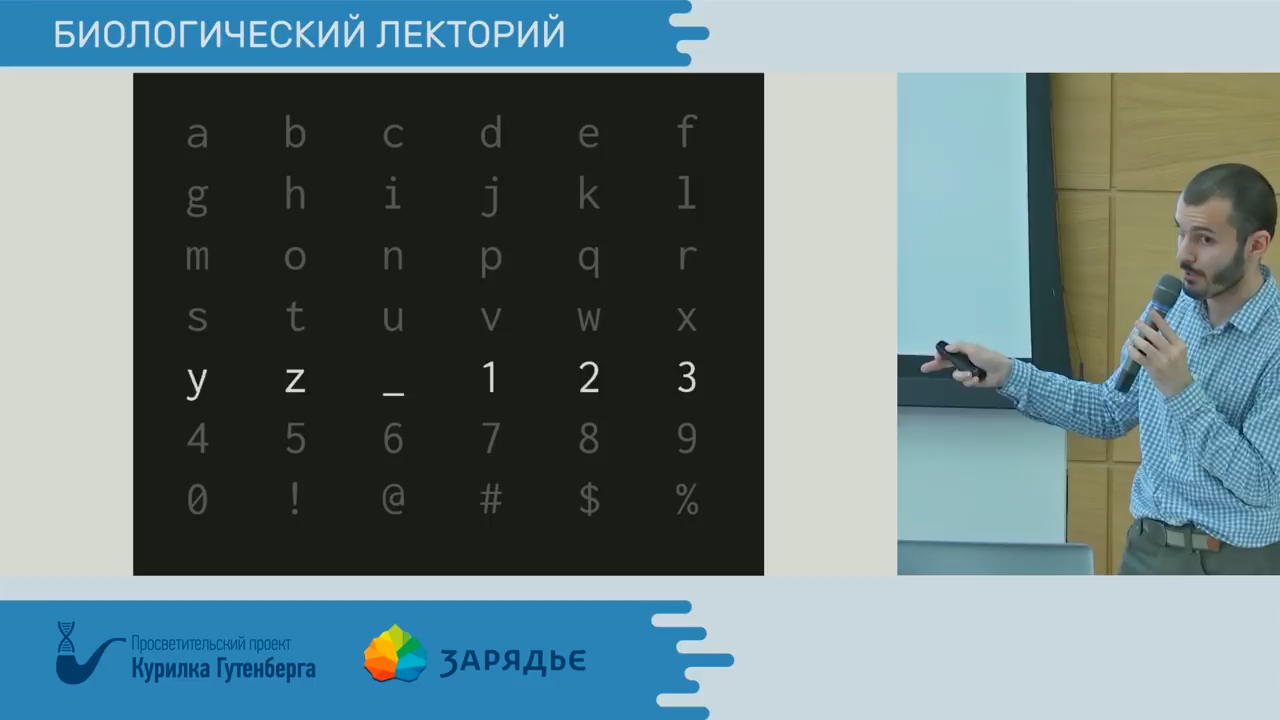 БИОЛОГИЧЕСКИЙ ЛЕКТОРИЙ
a b c d e f
g h i j k l
m o n p q r
s t u v w x
y z _ 1 2 3
4 5 6 7 8 9
0 ! @ # $ %
Просветительский проект
Курилка Гутенберга
ЗАРЯДЬЕ